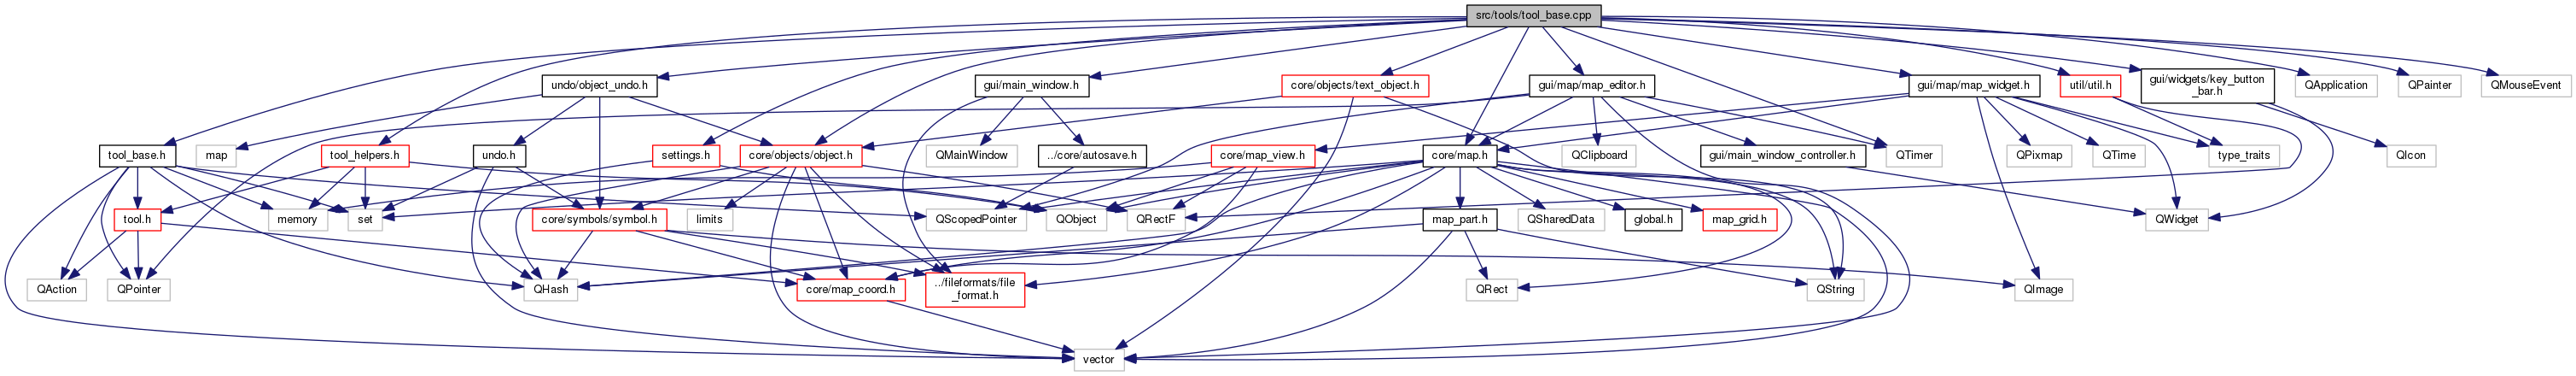 src/tools/tool_base.cpp
undo/object_undo.h
gui/main_window.h
core/objects/text_object.h
gui/map/map_editor.h
gui/map/map_widget.h
util/util.h
gui/widgets/key_button
_bar.h
QApplication
QPainter
QMouseEvent
tool_base.h
map
tool_helpers.h
undo.h
settings.h
core/objects/object.h
QMainWindow
../core/autosave.h
core/map_view.h
core/map.h
QClipboard
gui/main_window_controller.h
QTimer
QPixmap
QTime
type_traits
QIcon
tool.h
memory
set
core/symbols/symbol.h
limits
QScopedPointer
QObject
QRectF
map_part.h
QSharedData
global.h
map_grid.h
QWidget
QAction
QPointer
QHash
core/map_coord.h
../fileformats/file
_format.h
QRect
QString
QImage
vector